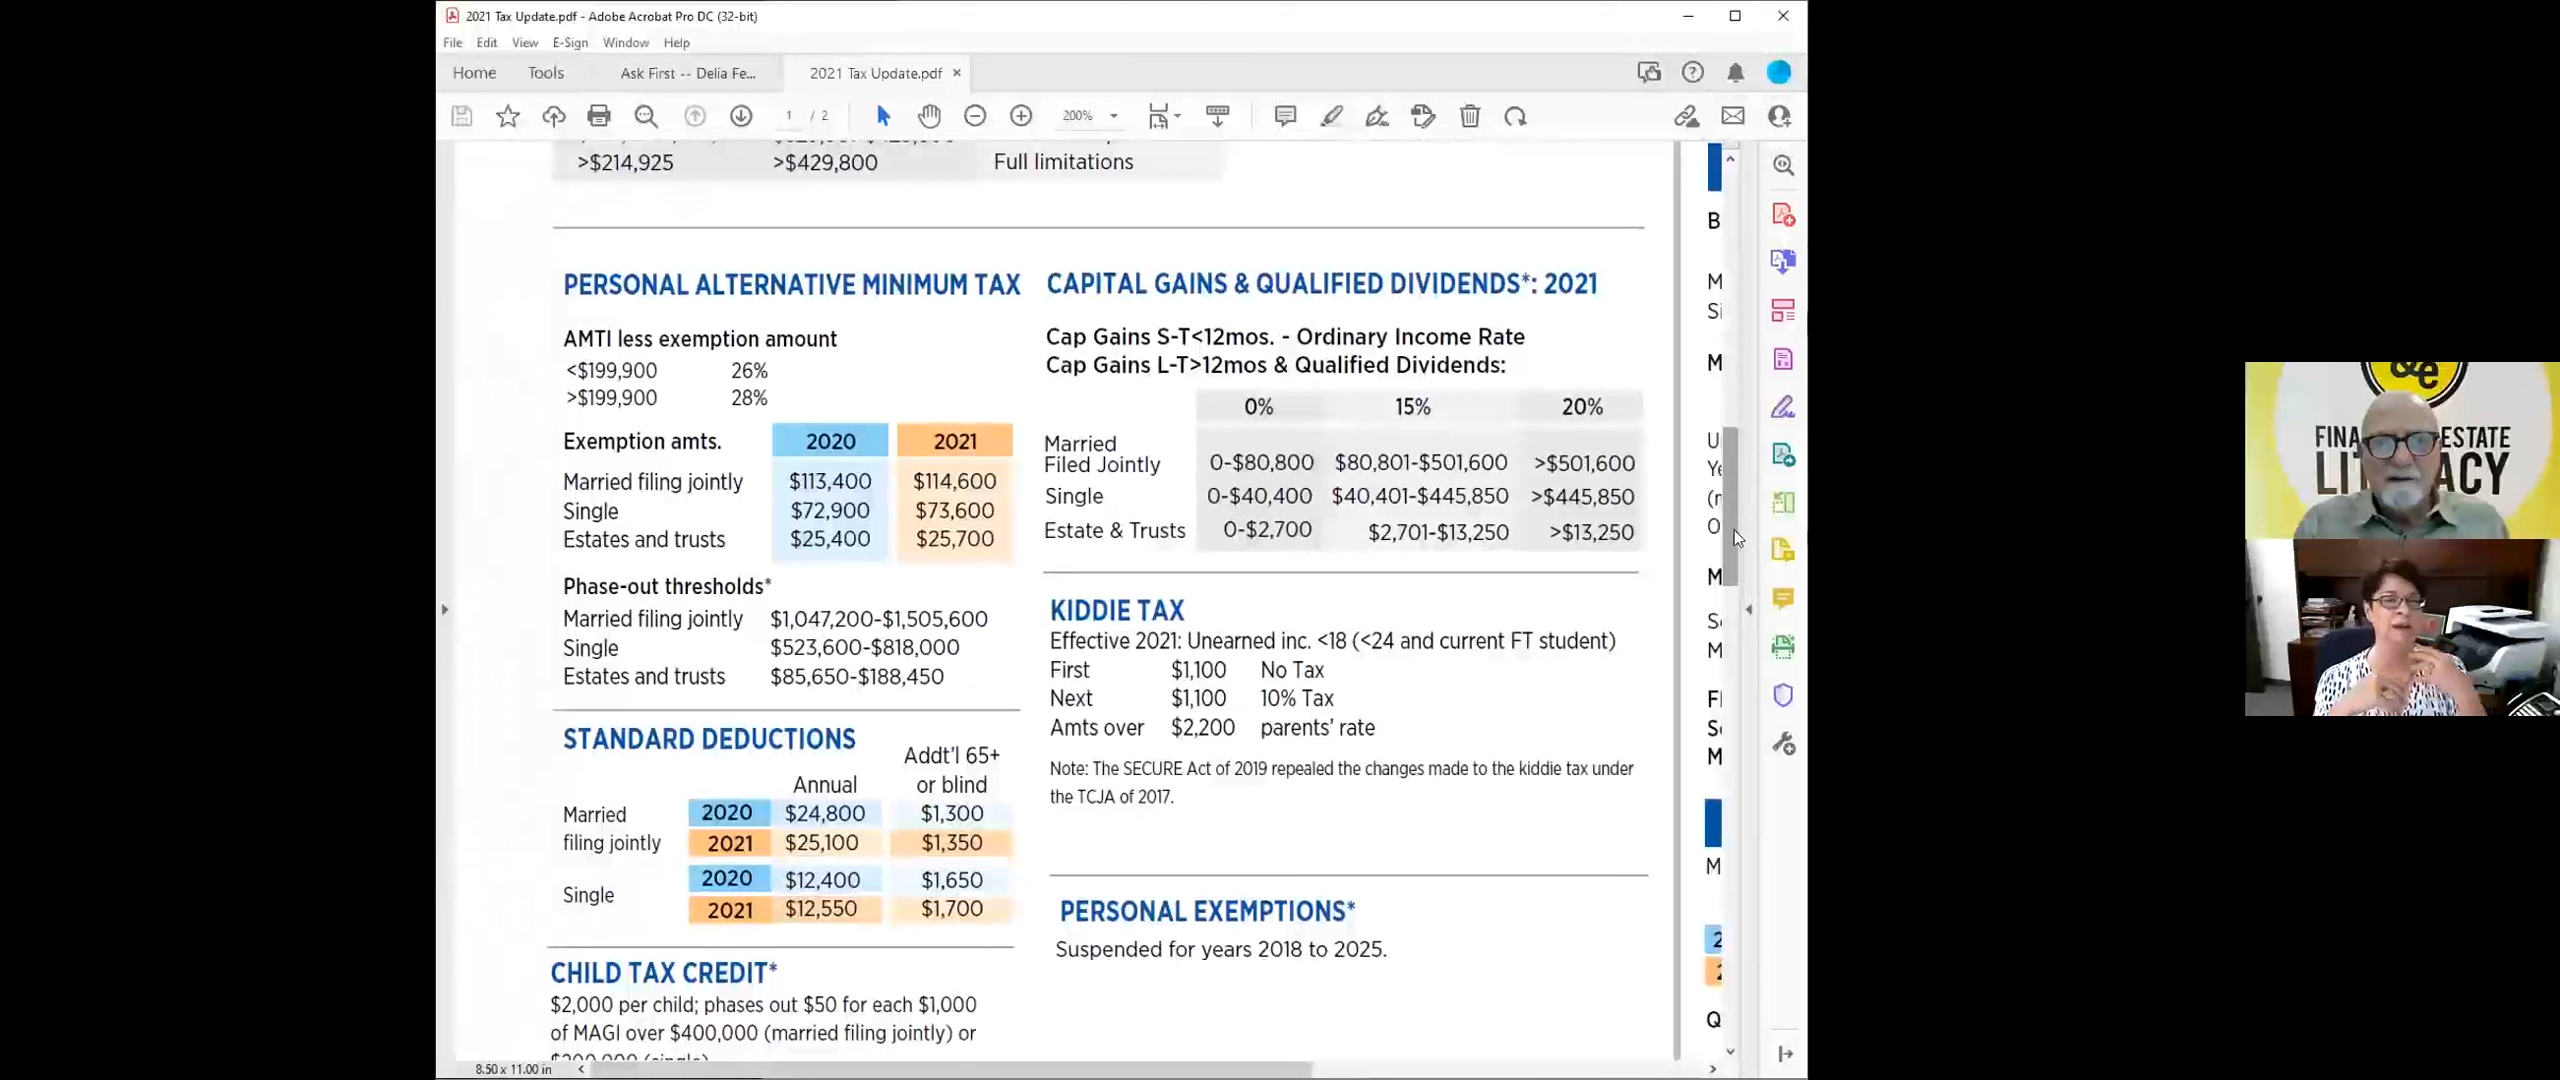 2021 Tax Update.pdf - Adobe Acrobat Pro DC (32-bit)
File Edit View E-Sign Window Help
Home Tools Ask First -- Delia Fe... 2021 Tax Update.pdf
1 / 2 200%
>$214,925 >$429,800 Full limitations
PERSONAL ALTERNATIVE MINIMUM TAX
AMTI less exemption amount
<$199,900 26%
>$199,900 28%
Exemption amts. 2020 2021
Married filing jointly $113,400 $114,600
Single $72,900 $73,600
Estates and trusts $25,400 $25,700
Phase-out thresholds*
Married filing jointly $1,047,200-$1,505,600
Single $523,600-$818,000
Estates and trusts $85,650-$188,450
STANDARD DEDUCTIONS
Addt'l 65+
Annual or blind
Married 2020 $24,800 $1,300
filing jointly 2021 $25,100 $1,350
Single 2020 $12,400 $1,650
2021 $12,550 $1,700
CHILD TAX CREDIT*
$2,000 per child; phases out $50 for each $1,000
of MAGI over $400,000 (married filing jointly) or
$200,000 (single)
CAPITAL GAINS & QUALIFIED DIVIDENDS*: 2021
Cap Gains S-T<12mos. - Ordinary Income Rate
Cap Gains L-T>12mos & Qualified Dividends:
0% 15% 20%
Married
Filed Jointly 0-$80,800 $80,801-$501,600 >$501,600
Single 0-$40,400 $40,401-$445,850 >$445,850
Estate & Trusts 0-$2,700 $2,701-$13,250 >$13,250
KIDDIE TAX
Effective 2021: Unearned inc. <18 (<24 and current FT student)
First $1,100 No Tax
Next $1,100 10% Tax
Amts over $2,200 parents' rate
Note: The SECURE Act of 2019 repealed the changes made to the kiddie tax under
the TCJA of 2017.
PERSONAL EXEMPTIONS*
Suspended for years 2018 to 2025.
8.50 x 11.00 in
&e